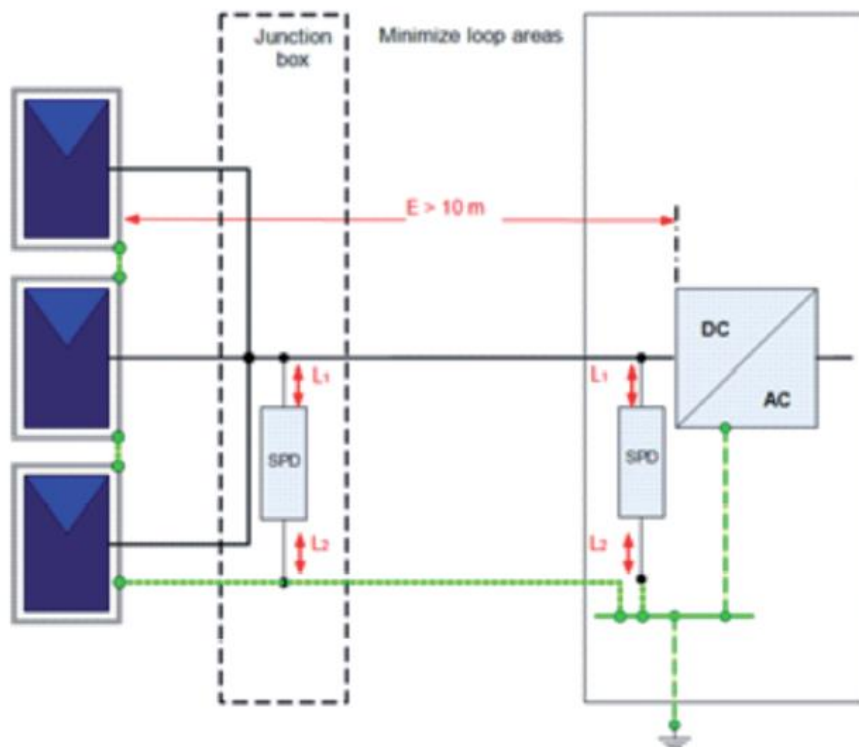 Junction
box
Minimize loop areas
E > 10 m
DC
AC
L₁
L₁
SPD
SPD
L₂
L₂